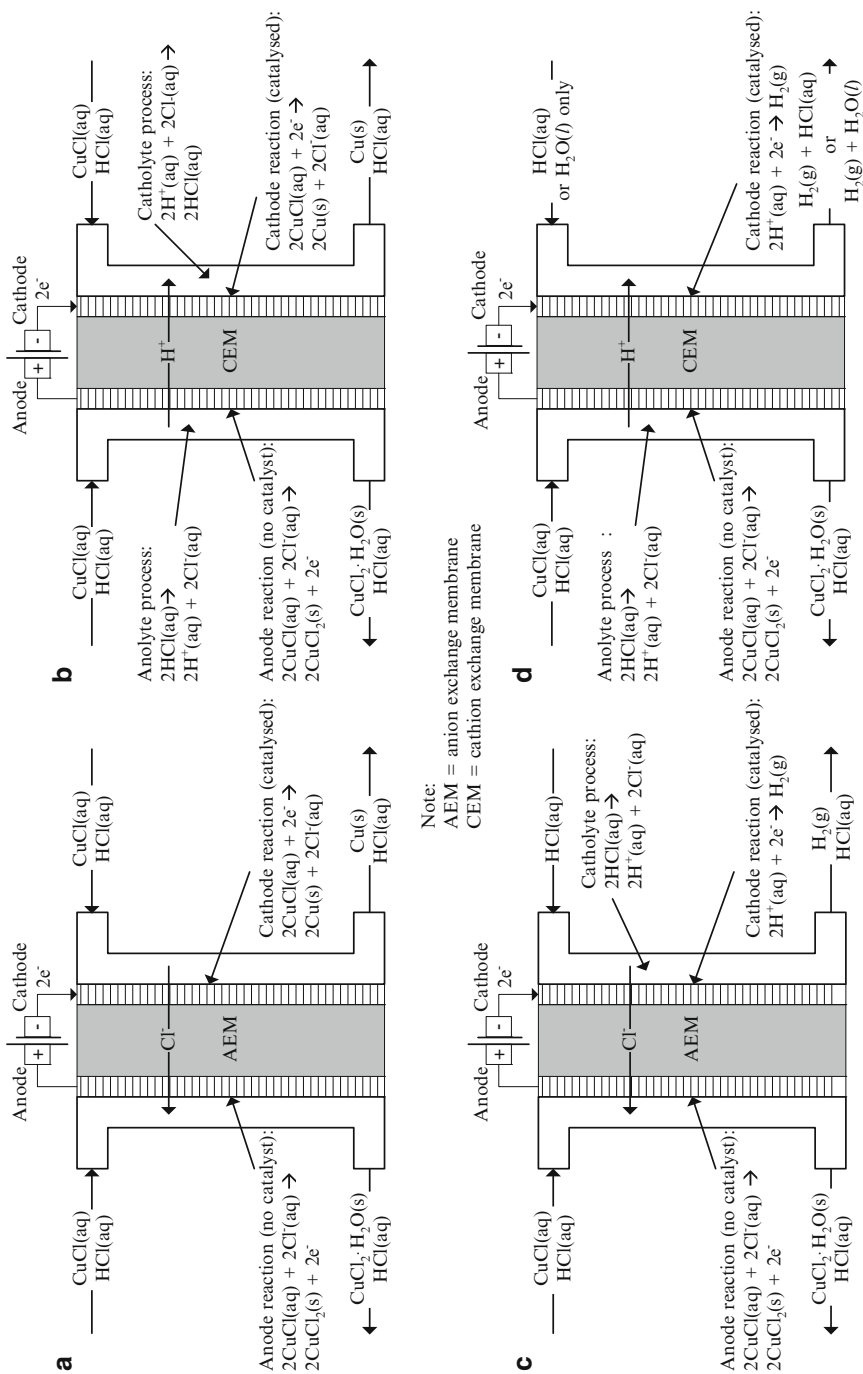 a
Anode
Cathode
+
-
2e-
CuCl(aq)
HCl(aq)
CuCl(aq)
HCl(aq)
Cl-
AEM
Anode reaction (no catalyst):
2CuCl(aq) + 2Cl-(aq) →
2CuCl2(s) + 2e-
Cathode reaction (catalysed):
2CuCl(aq) + 2e- →
2Cu(s) + 2Cl-(aq)
CuCl2·H2O(s)
HCl(aq)
Cu(s)
HCl(aq)
b
Anode
Cathode
+
-
2e-
CuCl(aq)
HCl(aq)
CuCl(aq)
HCl(aq)
H+
CEM
Anolyte process:
2HCl(aq)→
2H+(aq) + 2Cl-(aq)
Catholyte process:
2H+(aq) + 2Cl-(aq) →
2HCl(aq)
Anode reaction (no catalyst):
2CuCl(aq) + 2Cl-(aq)→
2CuCl2(s) + 2e-
Cathode reaction (catalysed):
2CuCl(aq) + 2e- →
2Cu(s) + 2Cl-(aq)
CuCl2·H2O(s)
HCl(aq)
Cu(s)
HCl(aq)
Note:
AEM = anion exchange membrane
CEM = cathion exchange membrane
c
Anode
Cathode
+
-
2e-
CuCl(aq)
HCl(aq)
HCl(aq)
Cl-
AEM
Catholyte process:
2HCl(aq)→
2H+(aq) + 2Cl-(aq)
Anode reaction (no catalyst):
2CuCl(aq) + 2Cl-(aq) →
2CuCl2(s) + 2e-
Cathode reaction (catalysed):
2H+(aq) + 2e- → H2(g)
CuCl2·H2O(s)
HCl(aq)
H2(g)
HCl(aq)
d
Anode
Cathode
+
-
2e-
CuCl(aq)
HCl(aq)
HCl(aq)
or H2O(l) only
H+
CEM
Anolyte process :
2HCl(aq)→
2H+(aq) + 2Cl-(aq)
Anode reaction (no catalyst):
2CuCl(aq) + 2Cl-(aq)→
2CuCl2(s) + 2e-
Cathode reaction (catalysed):
2H+(aq) + 2e- → H2(g)
CuCl2·H2O(s)
HCl(aq)
H2(g) + HCl(aq)
or
H2(g) + H2O(l)